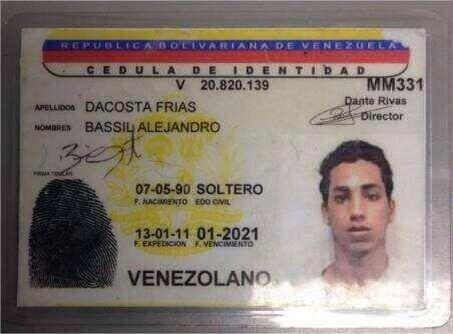 REPUBLICA BOLIVARIANA DE VENEZUELA
CEDULA DE IDENTIDAD
V 20.820.139 MM331
APELLIDOS DACOSTA FRIAS Dante Rivas
NOMBRES BASSIL ALEJANDRO Director
FIRMA TITULAR
07-05-90 SOLTERO
F. NACIMIENTO EDO CIVIL
13-01-11 01-2021
F. EXPEDICION F. VENCIMIENTO
VENEZOLANO